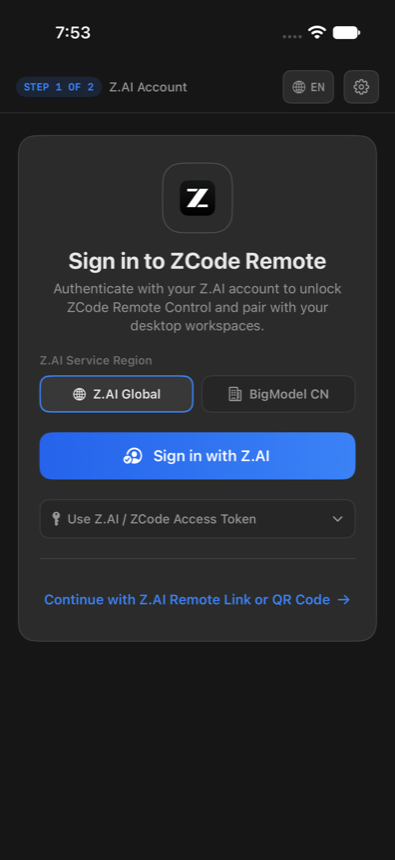 7:53
STEP 1 OF 2 Z.AI Account EN
Sign in to ZCode Remote
Authenticate with your Z.AI account to unlock
ZCode Remote Control and pair with your
desktop workspaces.
Z.AI Service Region
Z.AI Global BigModel CN
Sign in with Z.AI
Use Z.AI / ZCode Access Token
Continue with Z.AI Remote Link or QR Code →